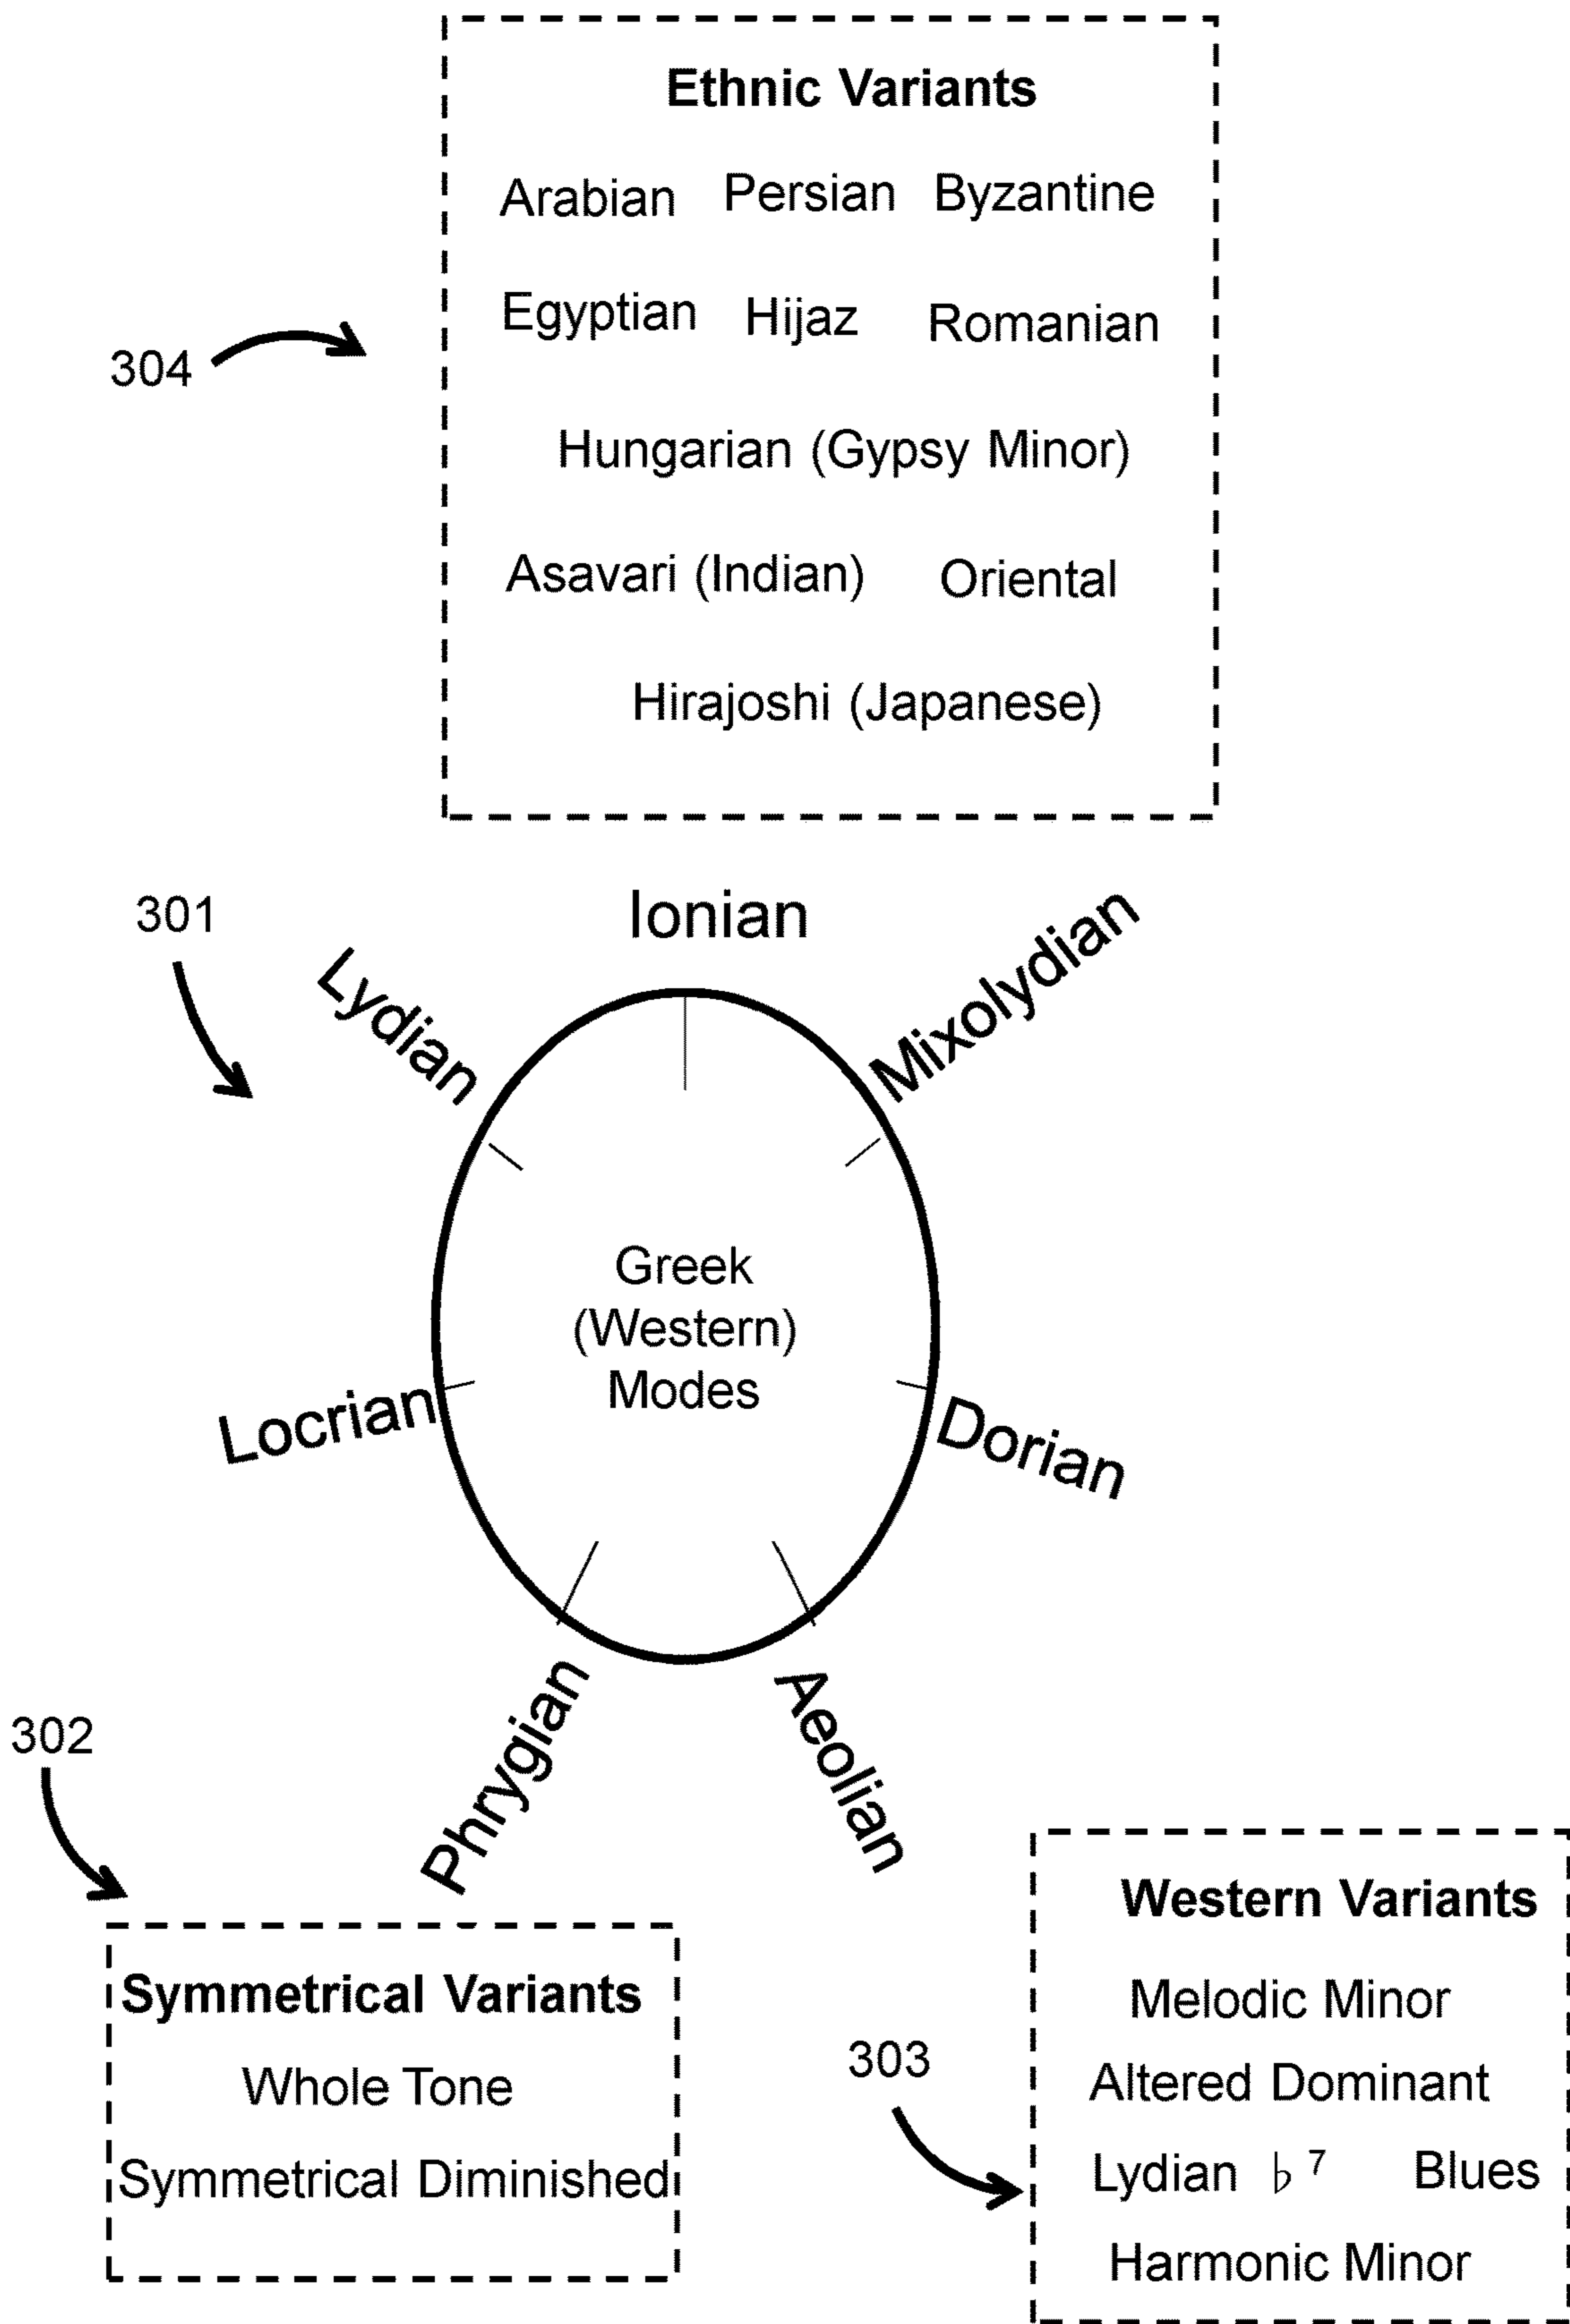 Ethnic Variants
Arabian Persian Byzantine
304
Egyptian Hijaz Romanian
Hungarian (Gypsy Minor)
Asavari (Indian) Oriental
Hirajoshi (Japanese)
301
Ionian
Lydian
Mixolydian
Greek
(Western)
Modes
Locrian
Dorian
Phrygian
Aeolian
302
Symmetrical Variants
Whole Tone
Symmetrical Diminished
303
Western Variants
Melodic Minor
Altered Dominant
Lydian ♭ 7 Blues
Harmonic Minor